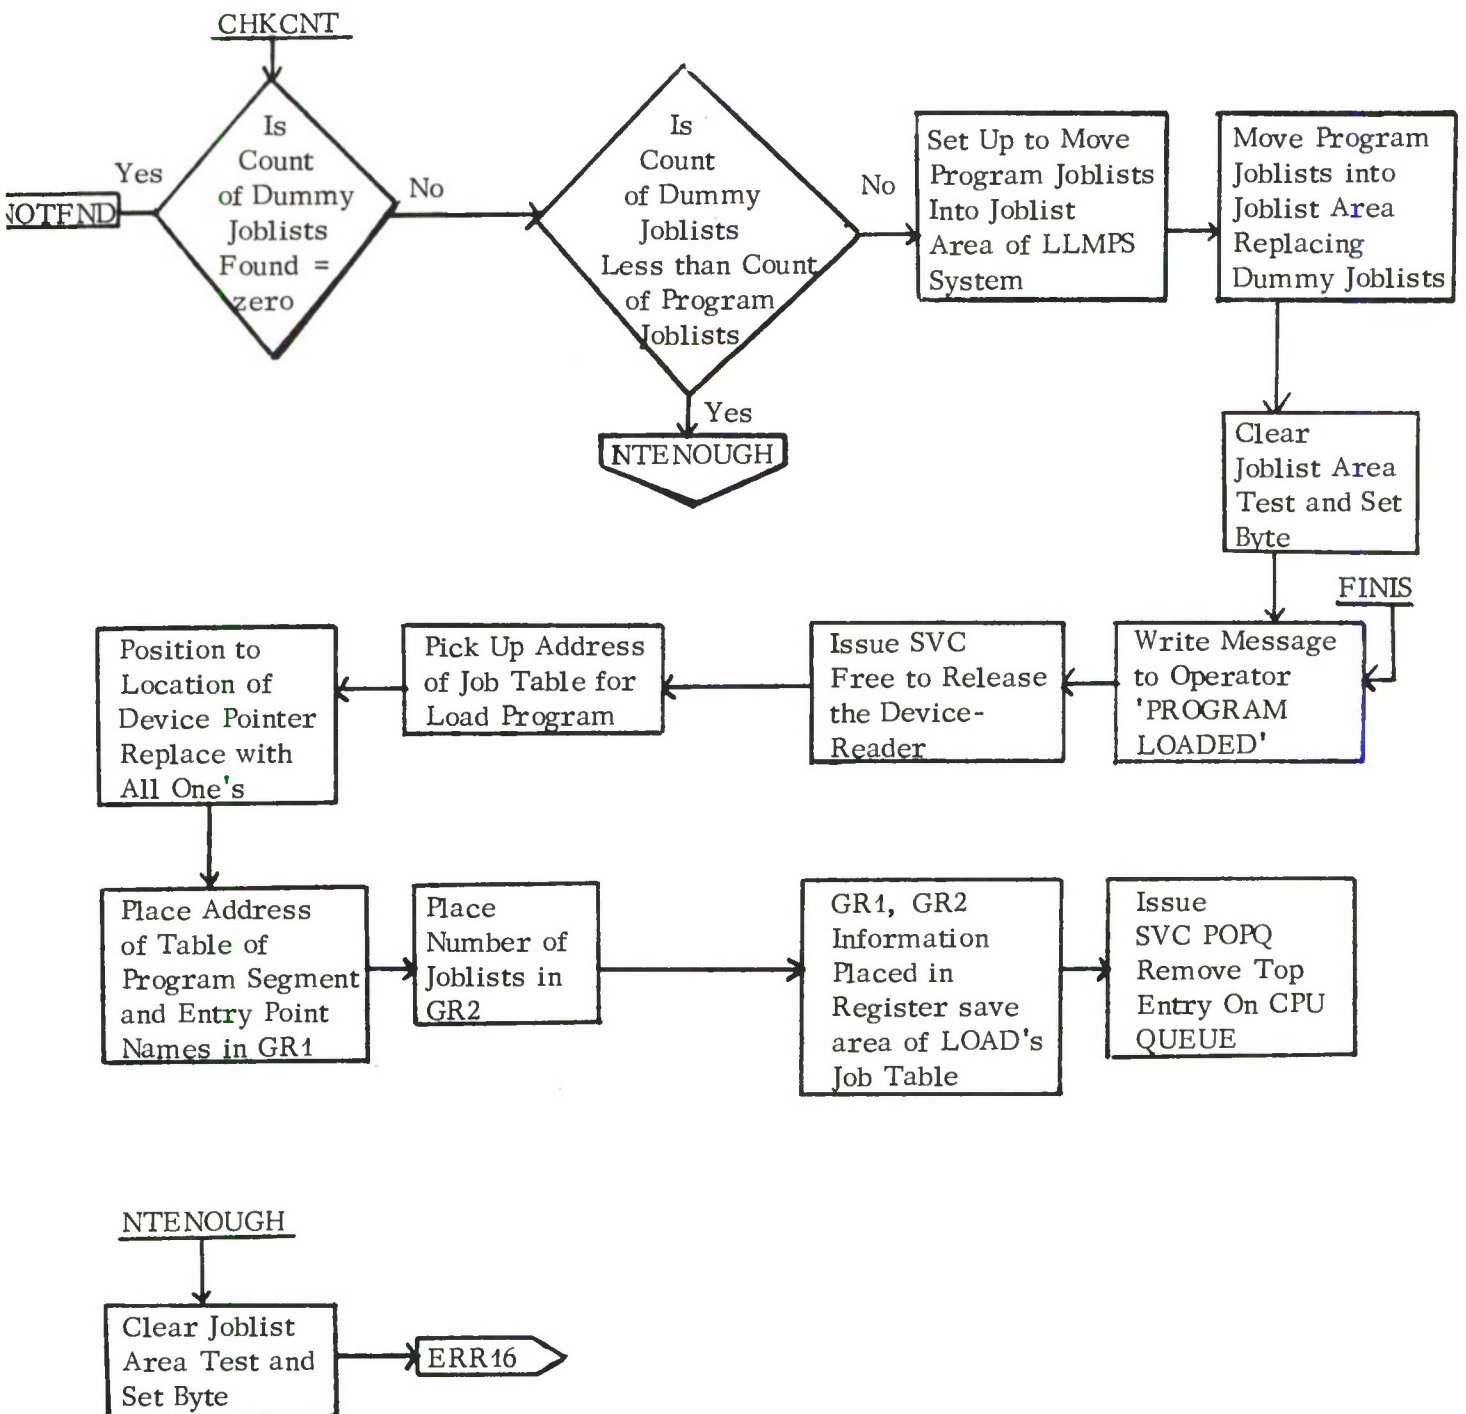 CHKCNT
Is
Count
of Dummy
Joblists
Found =
zero
Yes
NOTFND
No
Is
Count
of Dummy
Joblists
Less than Count
of Program
Joblists
No
Yes
NTENOUGH
Set Up to Move
Program Joblists
Into Joblist
Area of LLMPS
System
Move Program
Joblists into
Joblist Area
Replacing
Dummy Joblists
Clear
Joblist Area
Test and Set
Byte
FINIS
Write Message
to Operator
'PROGRAM
LOADED'
Issue SVC
Free to Release
the Device-
Reader
Pick Up Address
of Job Table for
Load Program
Position to
Location of
Device Pointer
Replace with
All One's
Place Address
of Table of
Program Segment
and Entry Point
Names in GR1
Place
Number of
Joblists in
GR2
GR1, GR2
Information
Placed in
Register save
area of LOAD's
Job Table
Issue
SVC POPQ
Remove Top
Entry On CPU
QUEUE
NTENOUGH
Clear Joblist
Area Test and
Set Byte
ERR16